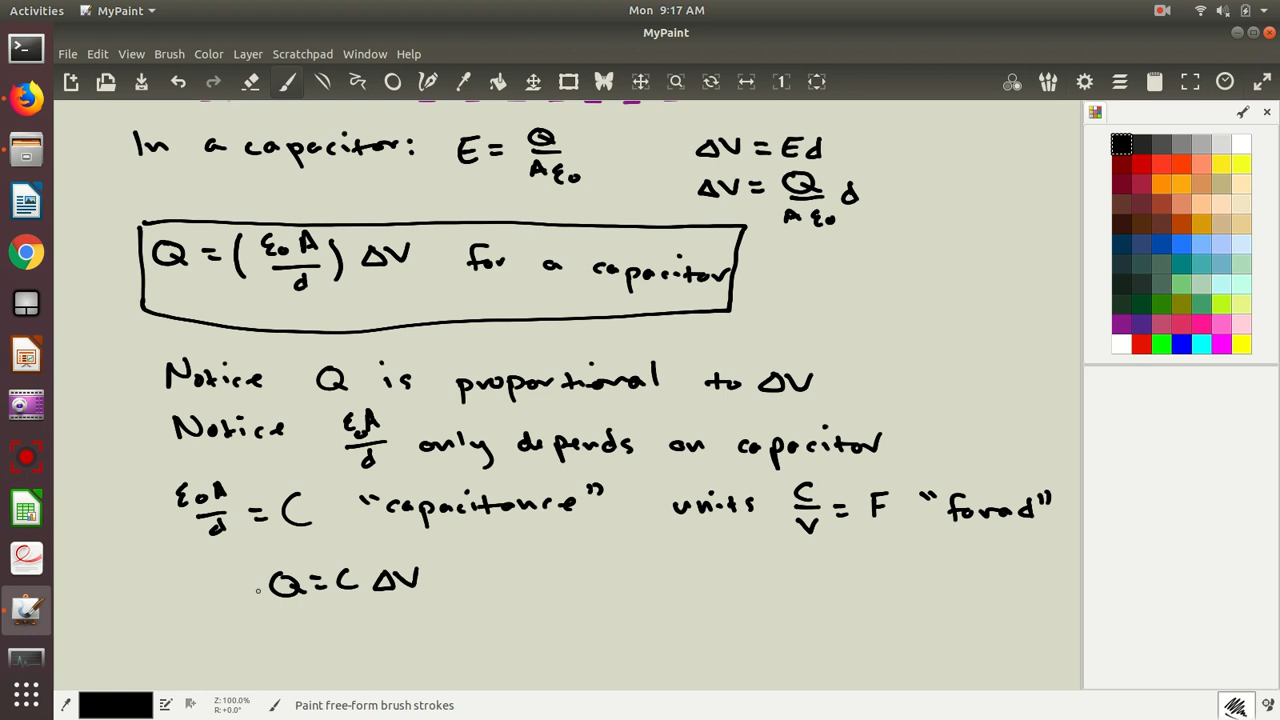 Activities MyPaint Mon 9:17 AM
MyPaint
File Edit View Brush Color Layer Scratchpad Window Help
In a capacitor: E = Q/Aε₀ ΔV = Ed
ΔV = Q/Aε₀ d
Q = (ε₀A/d) ΔV for a capacitor
Notice Q is proportional to ΔV
Notice ε₀A/d only depends on capacitor
ε₀A/d = C "capacitance" units C/V = F "farad"
Q = C ΔV
Z: 100.0%
R: +0.0°
Paint free-form brush strokes